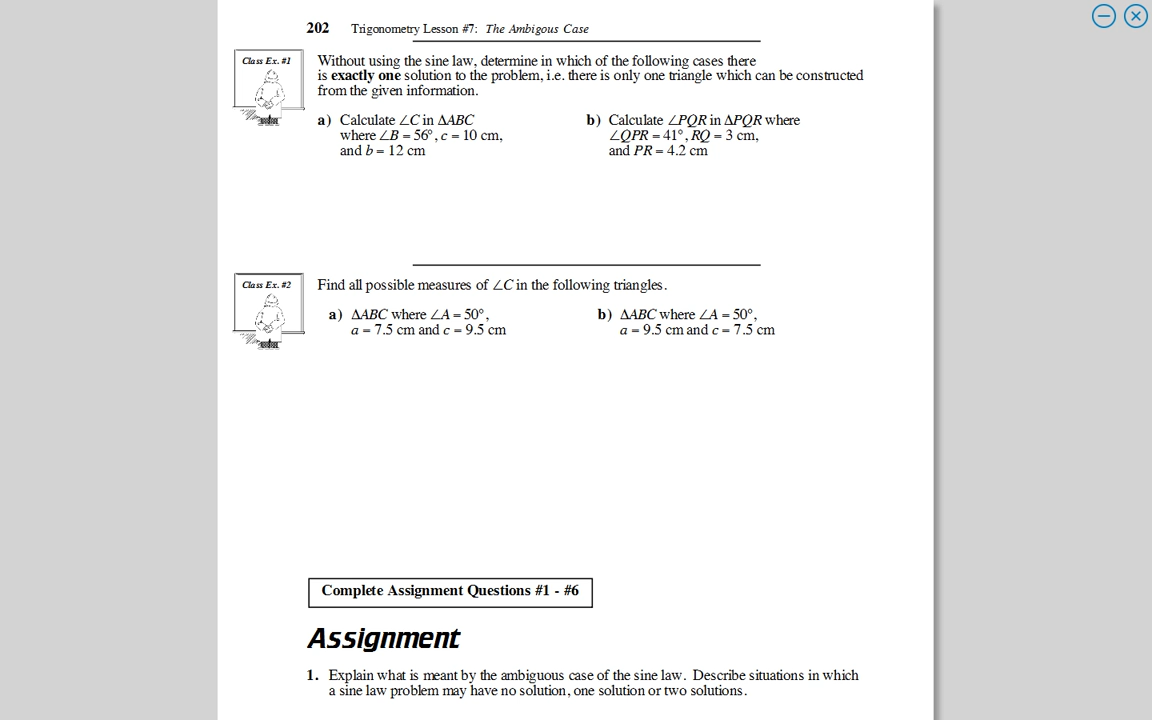 202 Trigonometry Lesson #7: The Ambigous Case
Class Ex. #1
Without using the sine law, determine in which of the following cases there
is exactly one solution to the problem, i.e. there is only one triangle which can be constructed
from the given information.
a) Calculate ∠C in ΔABC
where ∠B = 56°, c = 10 cm,
and b = 12 cm
b) Calculate ∠PQR in ΔPQR where
∠QPR = 41°, RQ = 3 cm,
and PR = 4.2 cm
Class Ex. #2
Find all possible measures of ∠C in the following triangles.
a) ΔABC where ∠A = 50°,
a = 7.5 cm and c = 9.5 cm
b) ΔABC where ∠A = 50°,
a = 9.5 cm and c = 7.5 cm
Complete Assignment Questions #1 - #6
Assignment
1. Explain what is meant by the ambiguous case of the sine law. Describe situations in which
a sine law problem may have no solution, one solution or two solutions.